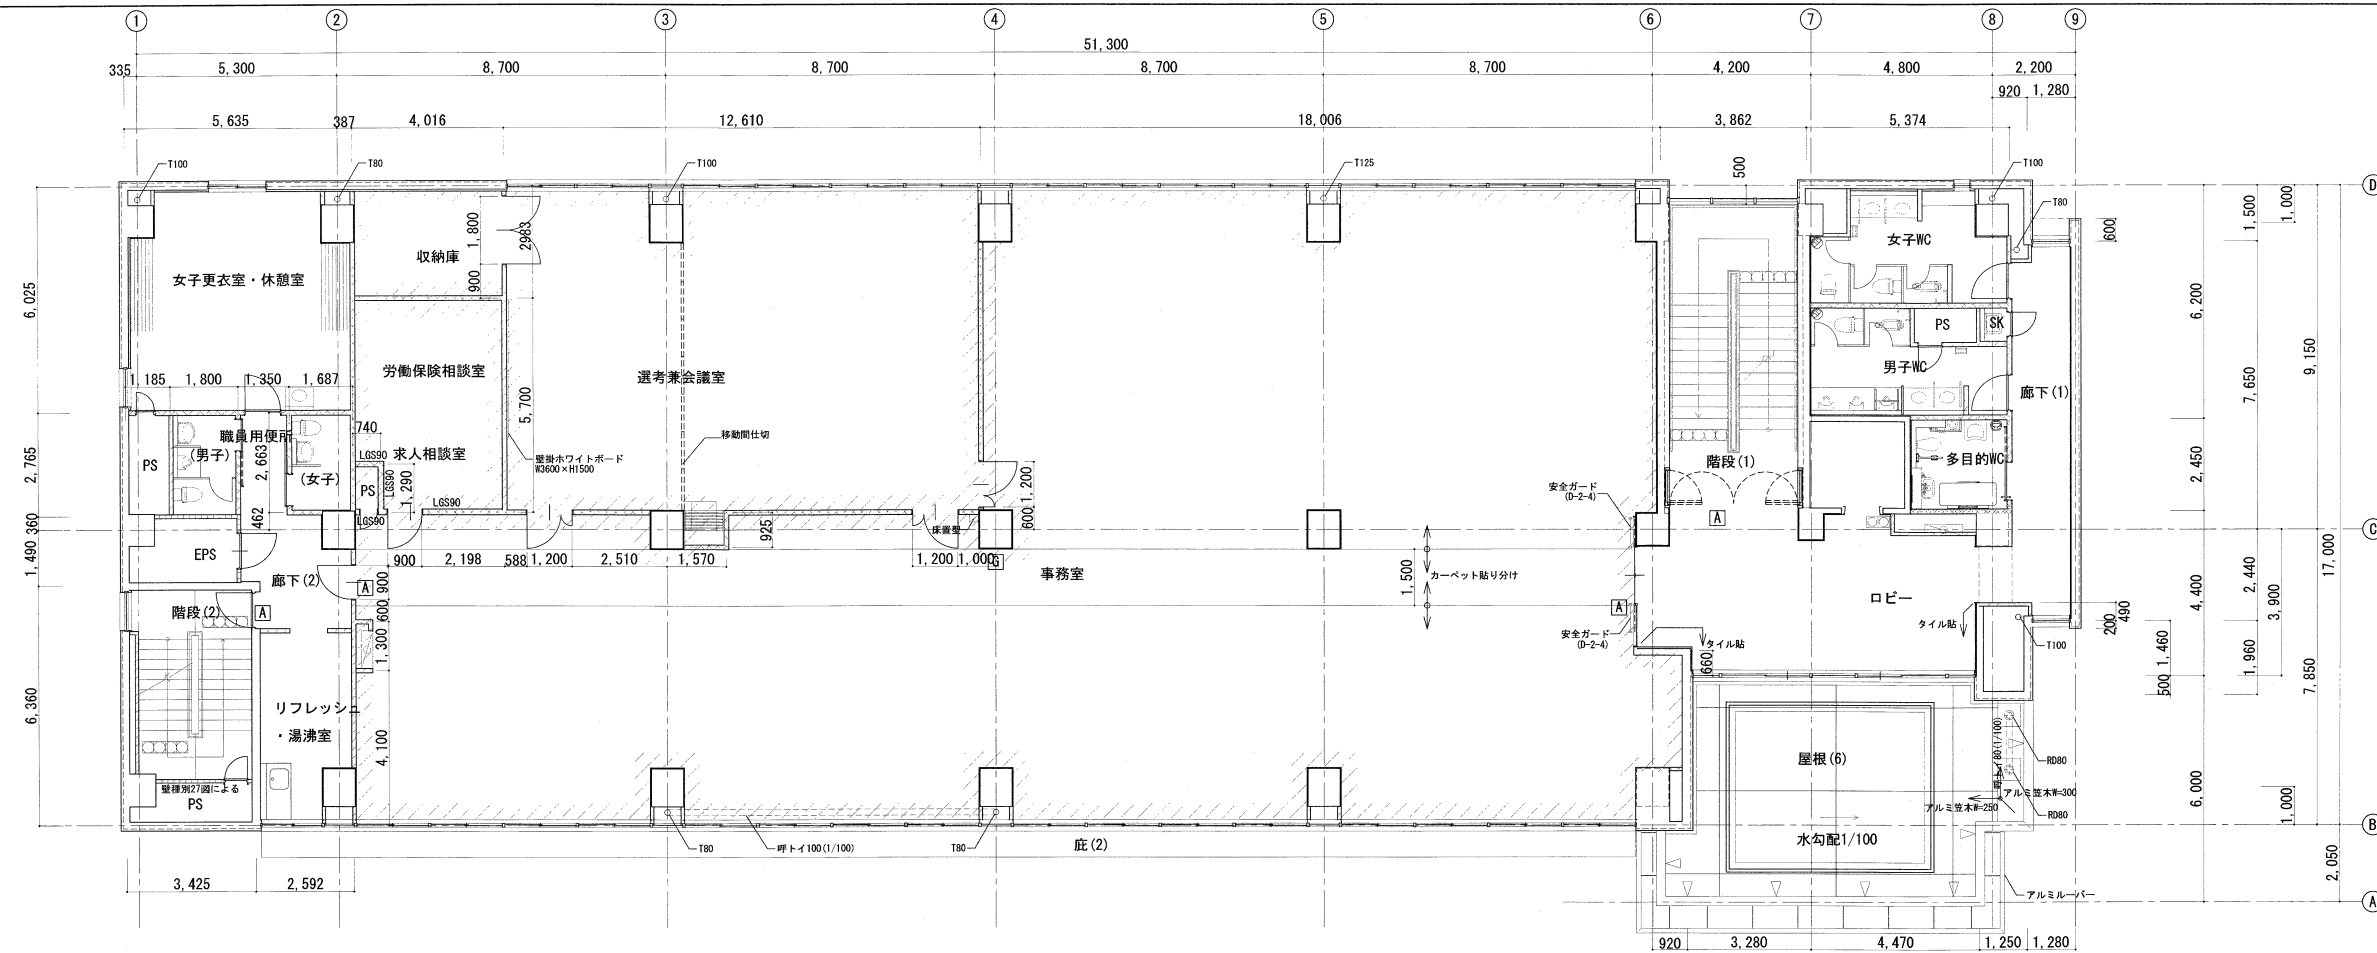 ① ② ③ ④ ⑤ ⑥ ⑦ ⑧ ⑨
51,300
335 5,300 8,700 8,700 8,700 8,700 4,200 4,800 2,200
920 1,280
5,635 387 4,016 12,610 18,006 3,862 5,374
T100 T80 T100 T125 500 T100
T80
D
1,500 1,000
600
1,800 2983
収納庫
900
女子更衣室・休憩室
6,025
女子WC
6,200
PS SK
9,150
労働保険相談室
選考兼会議室
男子WC
7,650
廊下(1)
1,185 1,800 1,350 1,687
5,700
740
職員用便所
(男子)
2,663
(女子)
PS
2,765
移動間仕切
求人相談室
LGS90
LGS90
PS
1,290
LGS90
LGS90
壁掛ホワイトボード
W3600×H1500
階段(1)
多目的WC
2,450
安全ガード
(D-2-4)
1,200
600
A
462
360
925
床置型
C
17,000
EPS
1,490
900 2,198 588 1,200 2,510 1,570 1,200 1,000
G
事務室
1,500
カーペット貼り分け
廊下(2)
A
900
階段(2)
A
600
A
ロビー
4,400
2,440
3,900
安全ガード
(D-2-4)
タイル貼
タイル貼
200
490
T100
1,300
660
1,460
1,960
500
7,850
6,360
リフレッシュ
・湯沸室
4,100
屋根(6)
呼トイ80(1/100)
RD80
アルミ笠木W=300
アルミ笠木W=250
RD80
6,000
1,000
壁種別27図による
PS
B
T80
呼トイ100(1/100)
T80
庇(2)
水勾配1/100
2,050
3,425 2,592
アルミルーバー
A
920 3,280 4,470 1,250 1,280